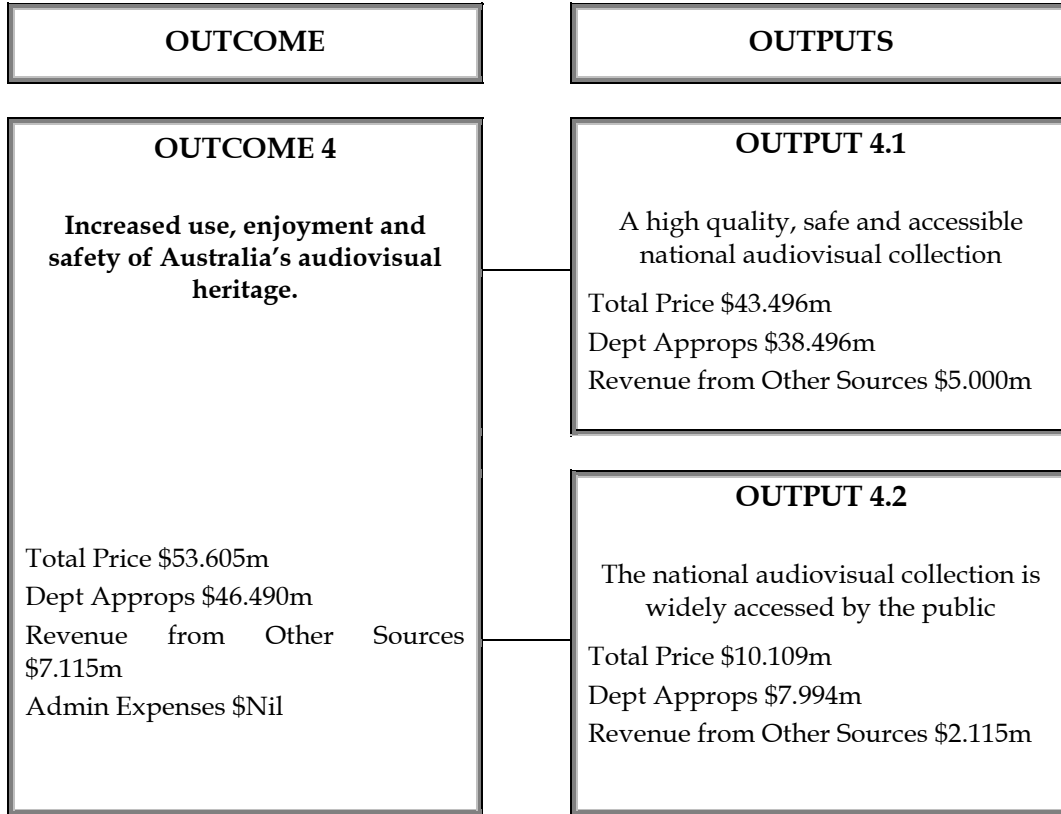 OUTCOME
OUTPUTS
OUTCOME 4
Increased use, enjoyment and
safety of Australia's audiovisual
heritage.
Total Price $53.605m
Dept Approps $46.490m
Revenue from Other Sources
$7.115m
Admin Expenses $Nil
OUTPUT 4.1
A high quality, safe and accessible
national audiovisual collection
Total Price $43.496m
Dept Approps $38.496m
Revenue from Other Sources $5.000m
OUTPUT 4.2
The national audiovisual collection is
widely accessed by the public
Total Price $10.109m
Dept Approps $7.994m
Revenue from Other Sources $2.115m